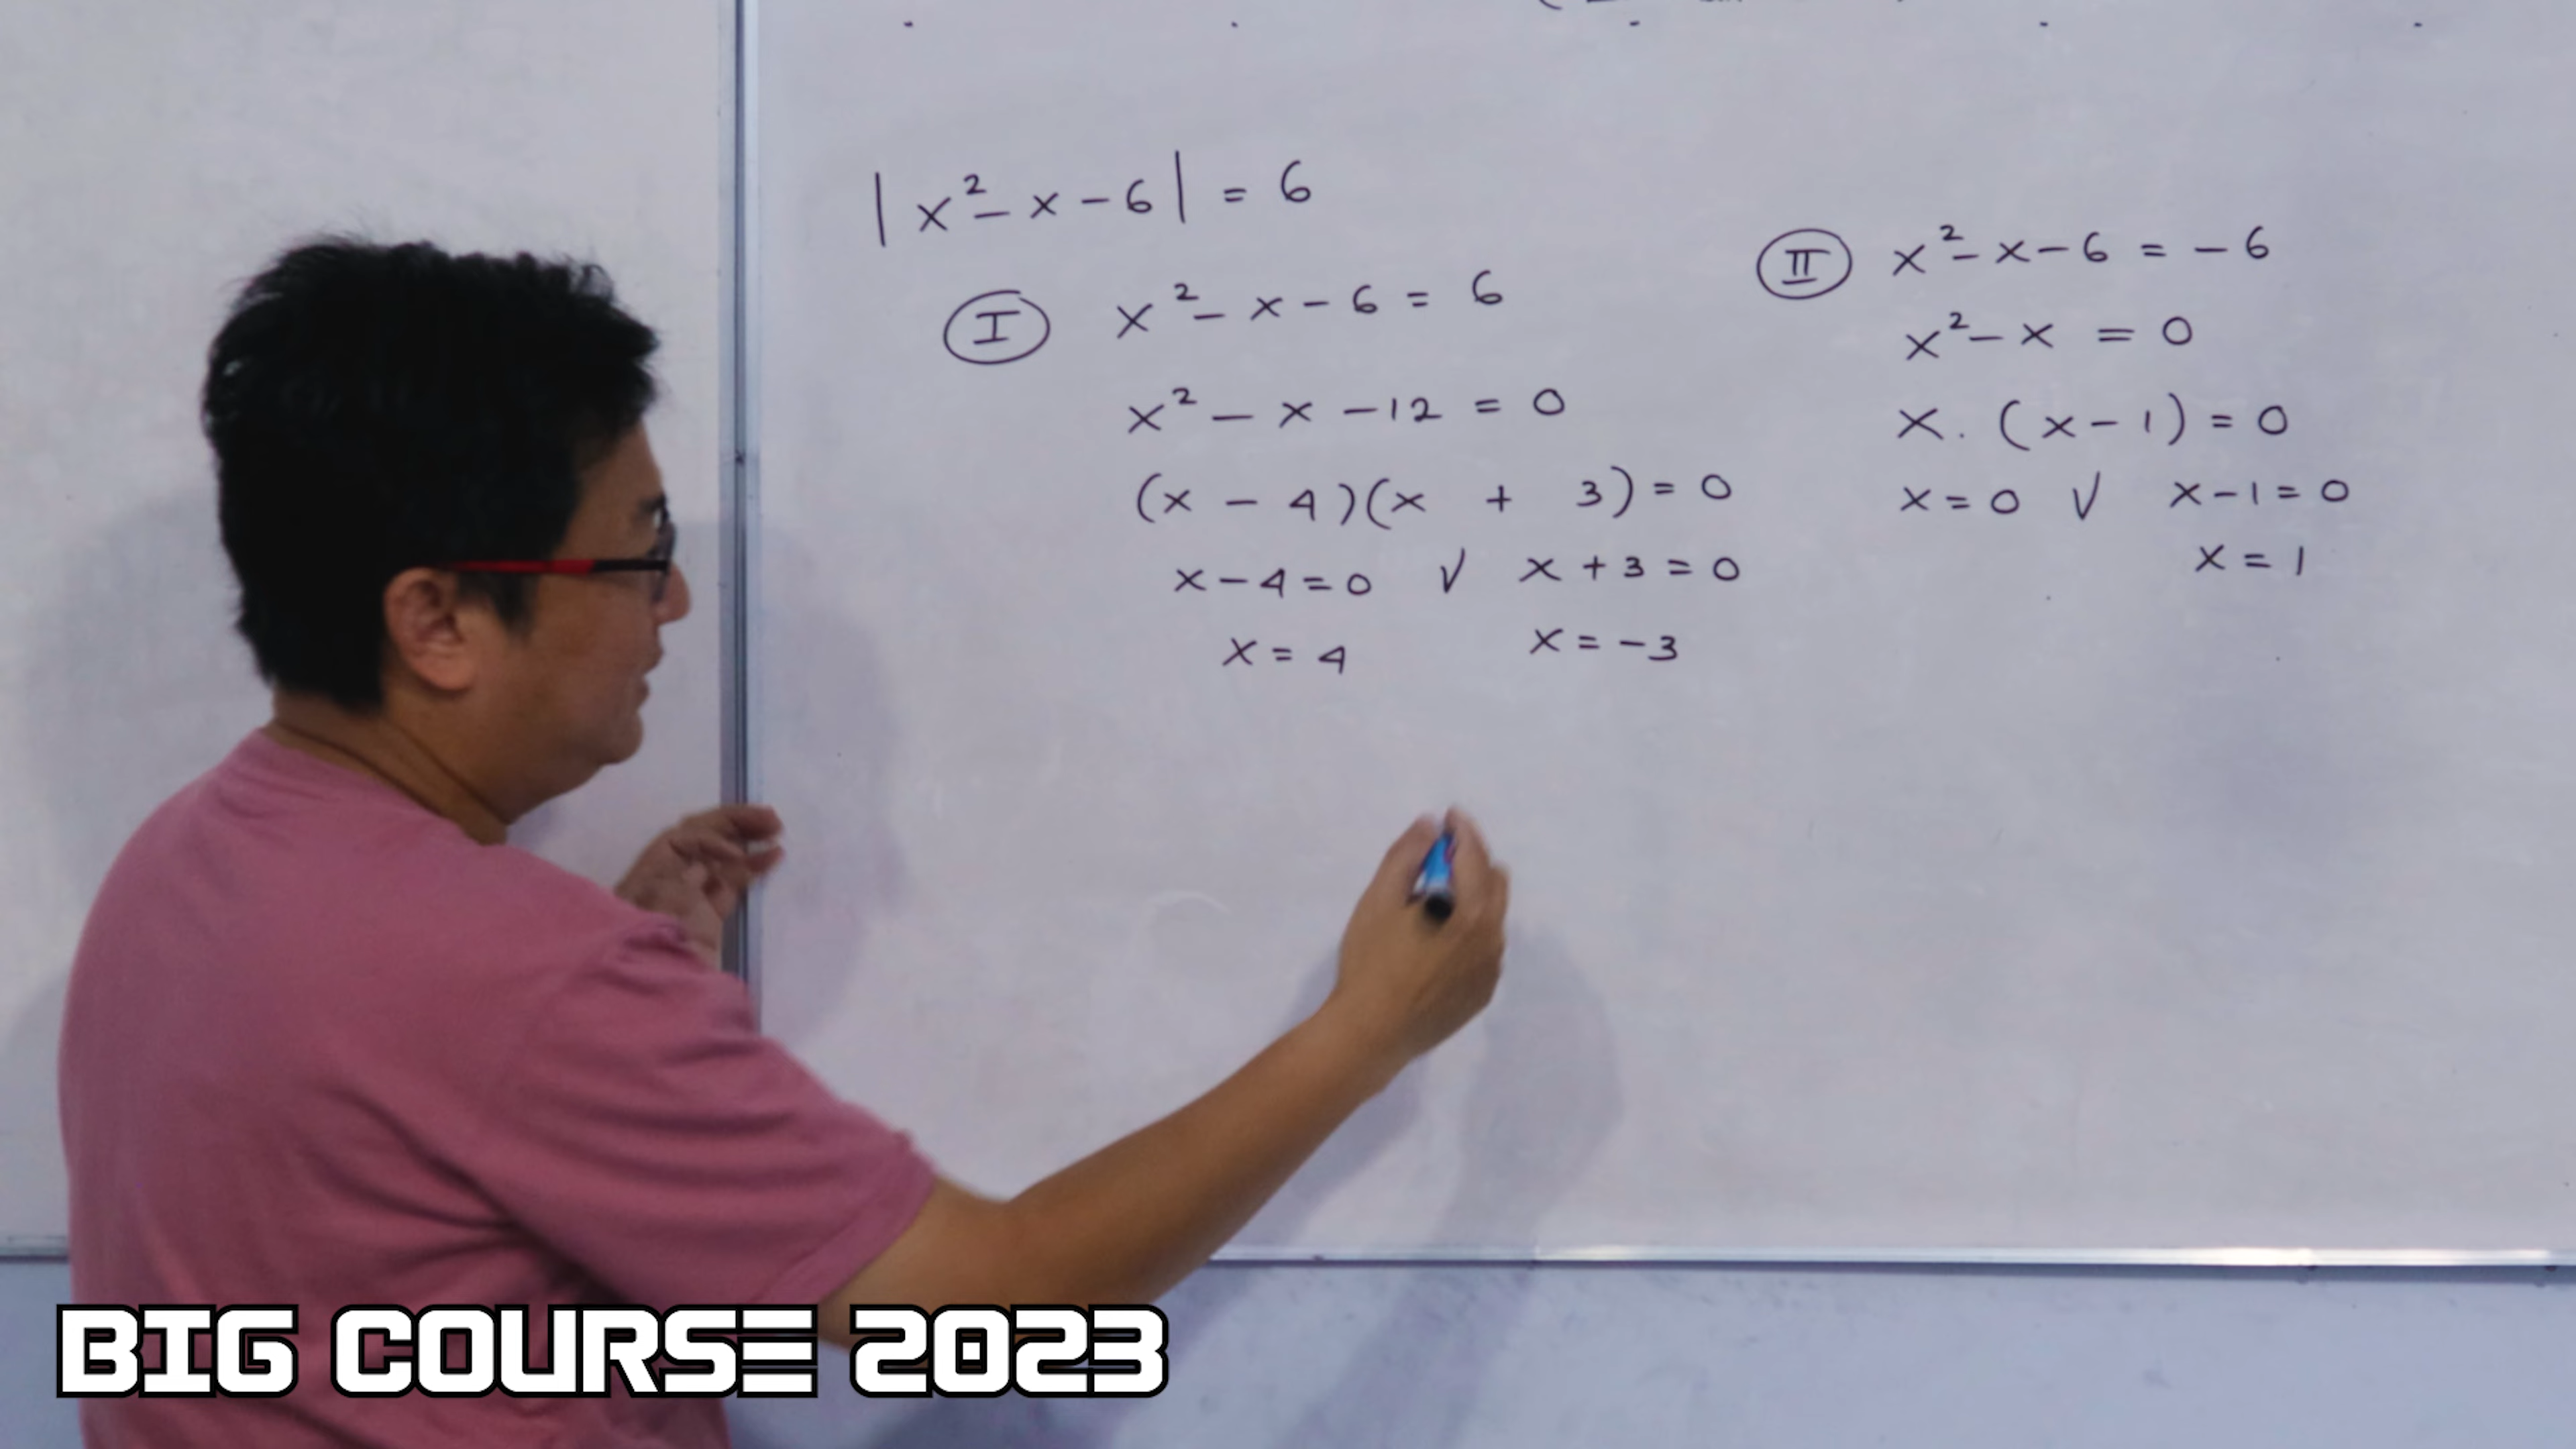 |x² - x - 6| = 6
I x² - x - 6 = 6
x² - x - 12 = 0
(x - 4)(x + 3) = 0
x - 4 = 0 ∨ x + 3 = 0
x = 4 x = -3
II x² - x - 6 = -6
x² - x = 0
x . (x - 1) = 0
x = 0 ∨ x - 1 = 0
x = 1
BIG COURSE 2023